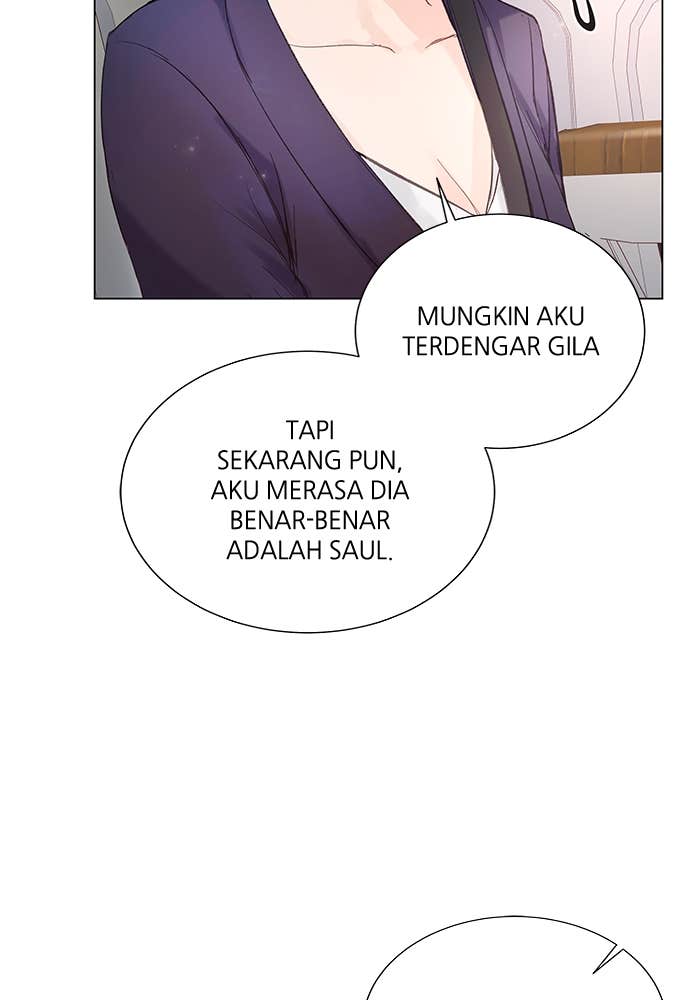 MUNGKIN AKU
TERDENGAR GILA
TAPI
SEKARANG PUN,
AKU MERASA DIA
BENAR-BENAR
ADALAH SAUL.